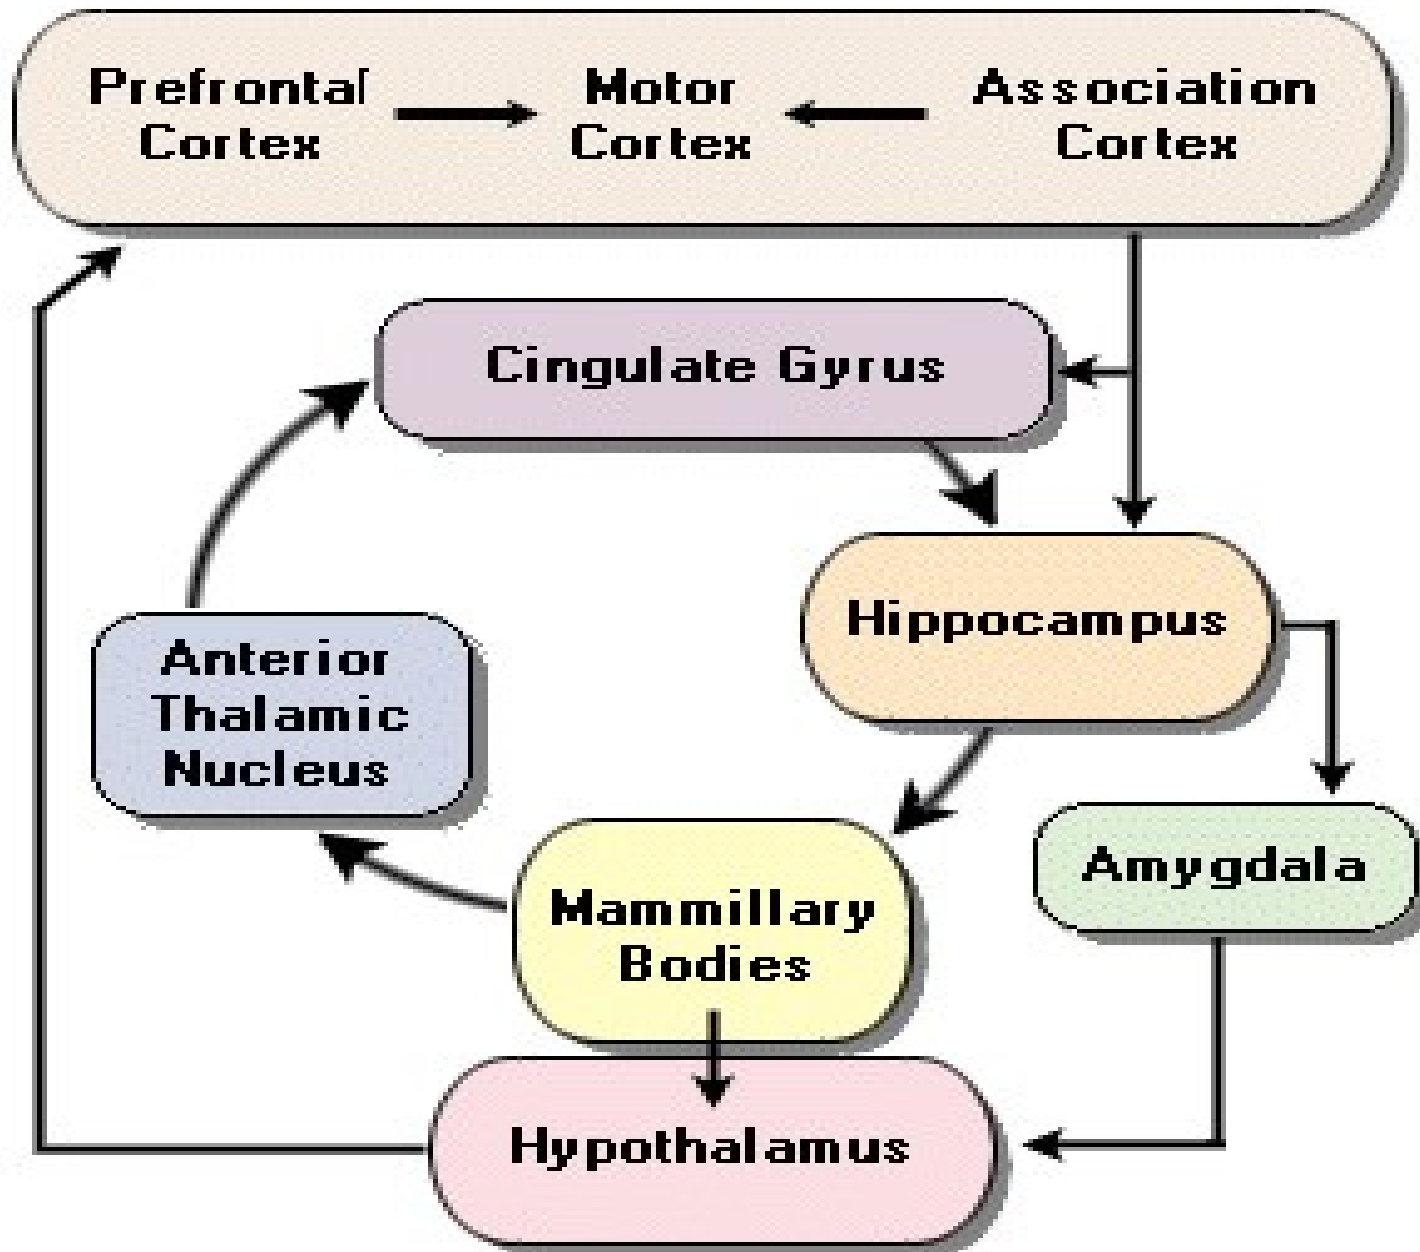 Prefrontal
Cortex
Motor
Cortex
Association
Cortex
Cingulate Gyrus
Hippocampus
Anterior
Thalamic
Nucleus
Amygdala
Mammillary
Bodies
Hypothalamus